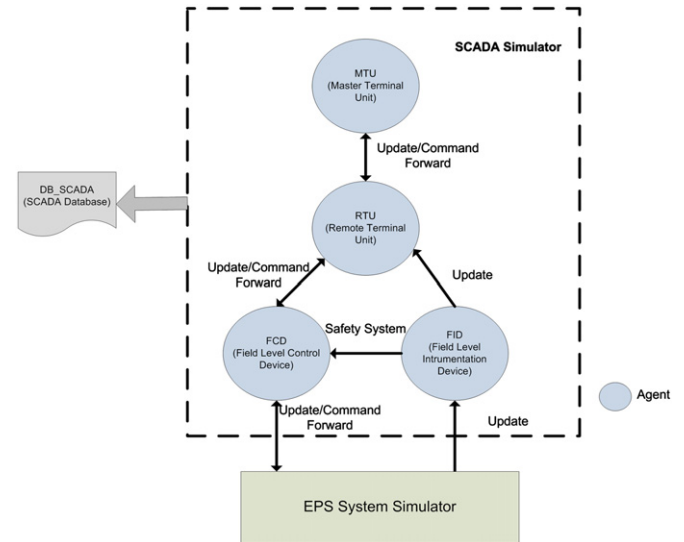 SCADA Simulator
MTU
(Master Terminal
Unit)
Update/Command
Forward
DB_SCADA
(SCADA Database)
RTU
(Remote Terminal
Unit)
Update/Command
Forward
Update
Safety System
FCD
(Field Level Control
Device)
FID
(Field Level
Intrumentation
Device)
Agent
Update/Command
Forward
Update
EPS System Simulator